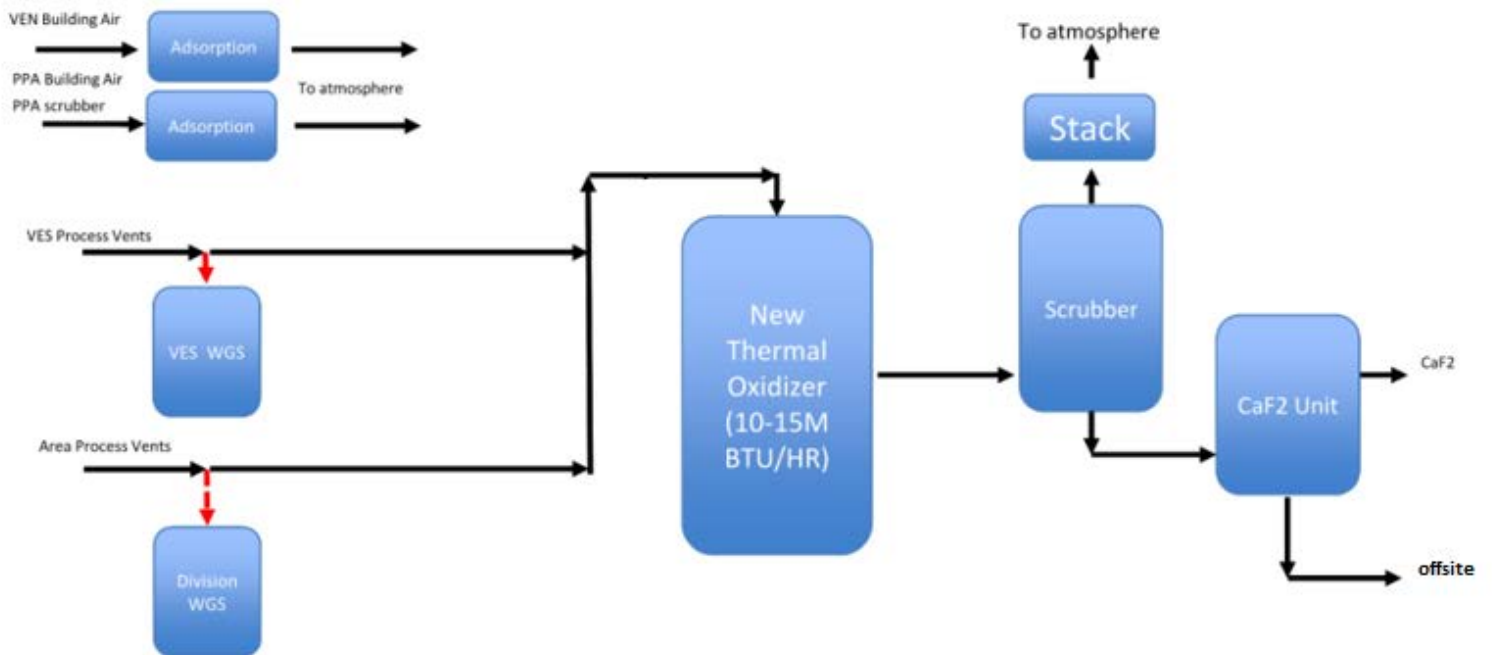 VEN Building Air
Adsorption
PPA Building Air
PPA scrubber
Adsorption
To atmosphere
To atmosphere
Stack
VES Process Vents
VES WGS
Area Process Vents
Division
WGS
New
Thermal
Oxidizer
(10-15M
BTU/HR)
Scrubber
CaF2 Unit
CaF2
offsite